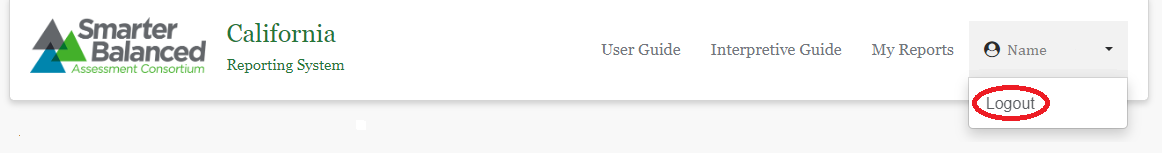 Smarter
Balanced
Assessment Consortium
California
Reporting System
User Guide
Interpretive Guide
My Reports
Name
Logout